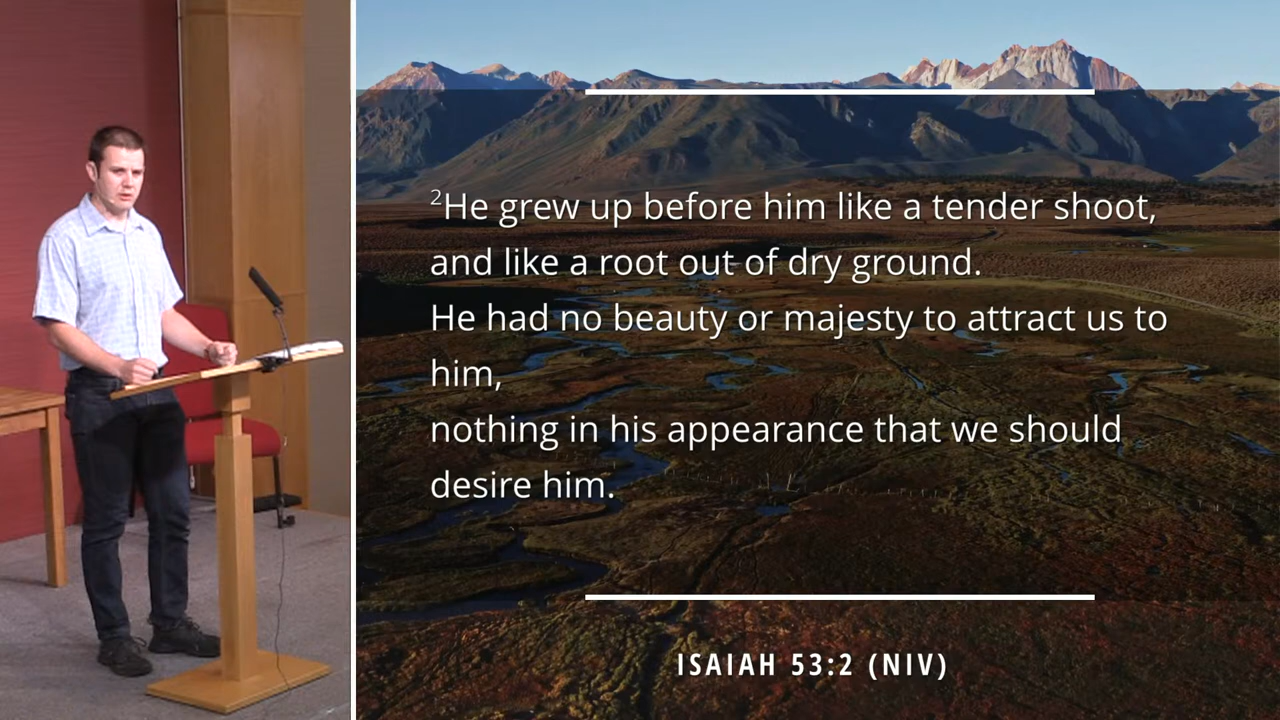 ²He grew up before him like a tender shoot,
and like a root out of dry ground.
He had no beauty or majesty to attract us to
him,
nothing in his appearance that we should
desire him.
ISAIAH 53:2 (NIV)